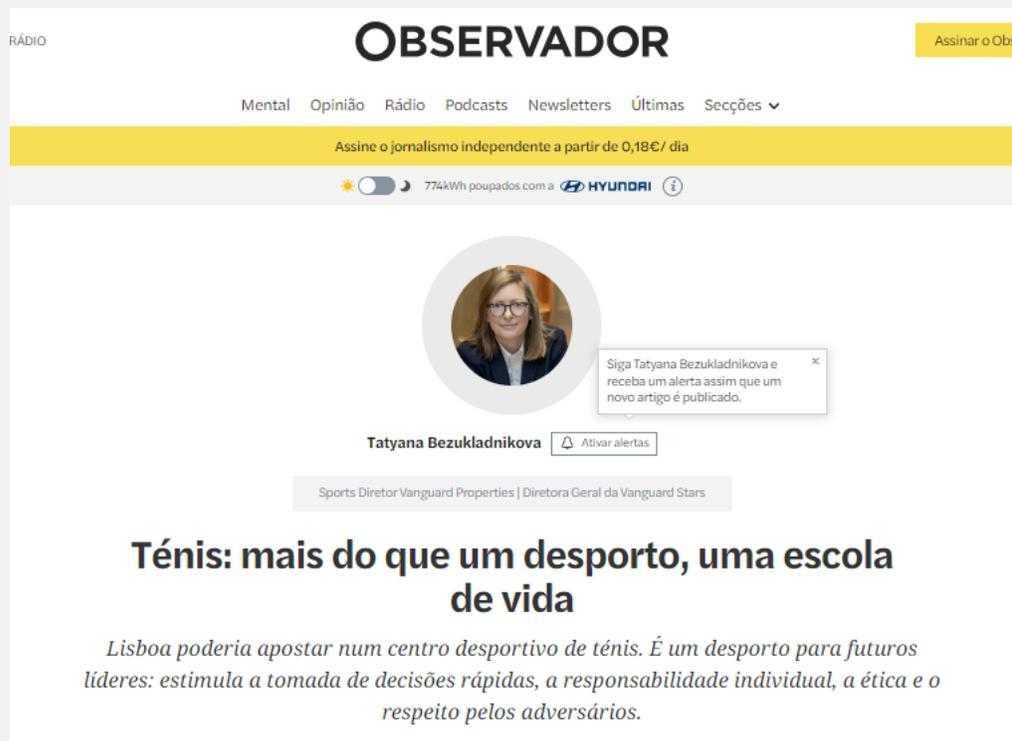 RÁDIO
OBSERVADOR
Assinar o Obs
Mental Opinião Rádio Podcasts Newsletters Últimas Secções
Assine o jornalismo independente a partir de 0,18€/ dia
774kWh poupados com a HYUNDAI i
Siga Tatyana Bezukladnikova e
receba um alerta assim que um
novo artigo é publicado.
Tatyana Bezukladnikova Ativar alertas
Sports Diretor Vanguard Properties | Diretora Geral da Vanguard Stars
Ténis: mais do que um desporto, uma escola
de vida
Lisboa poderia apostar num centro desportivo de ténis. É um desporto para futuros
líderes: estimula a tomada de decisões rápidas, a responsabilidade individual, a ética e o
respeito pelos adversários.